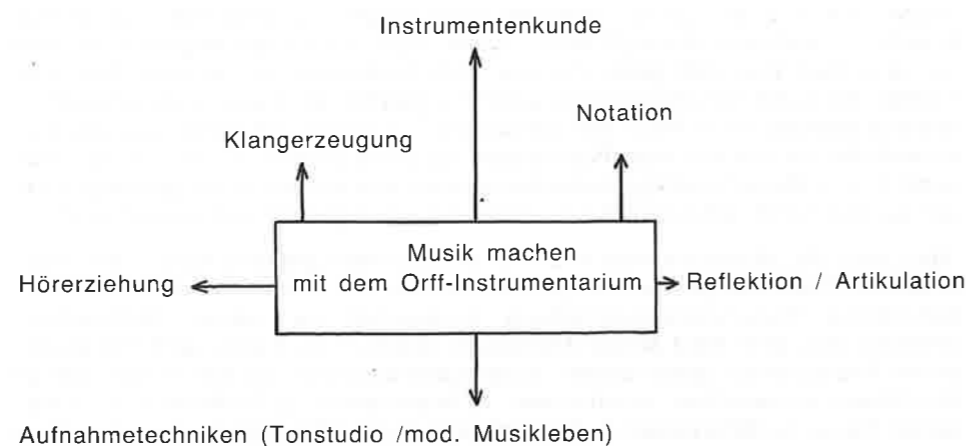 Instrumentenkunde
Notation
Klangerzeugung
Musik machen
mit dem Orff-Instrumentarium
Hörerziehung
Reflektion / Artikulation
Aufnahmetechniken (Tonstudio /mod. Musikleben)